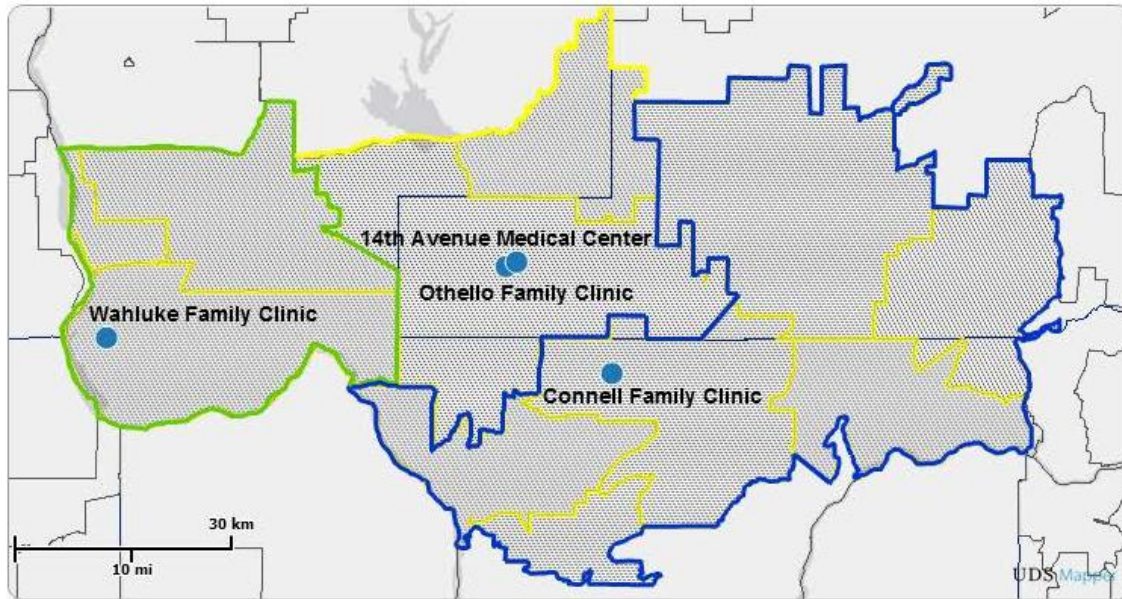 14th Avenue Medical Center
Othello Family Clinic
Wahluke Family Clinic
Connell Family Clinic
30 km
10 mi
UDS Mapper